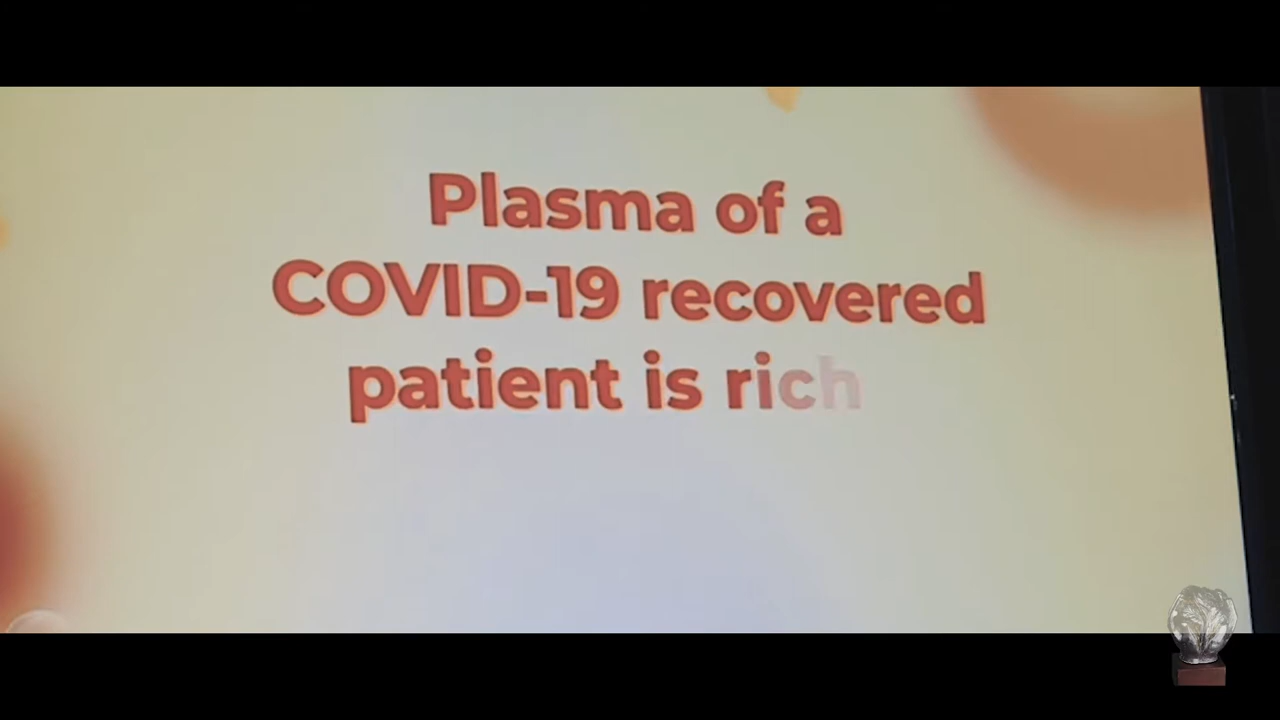 Plasma of a
COVID-19 recovered
patient is rich